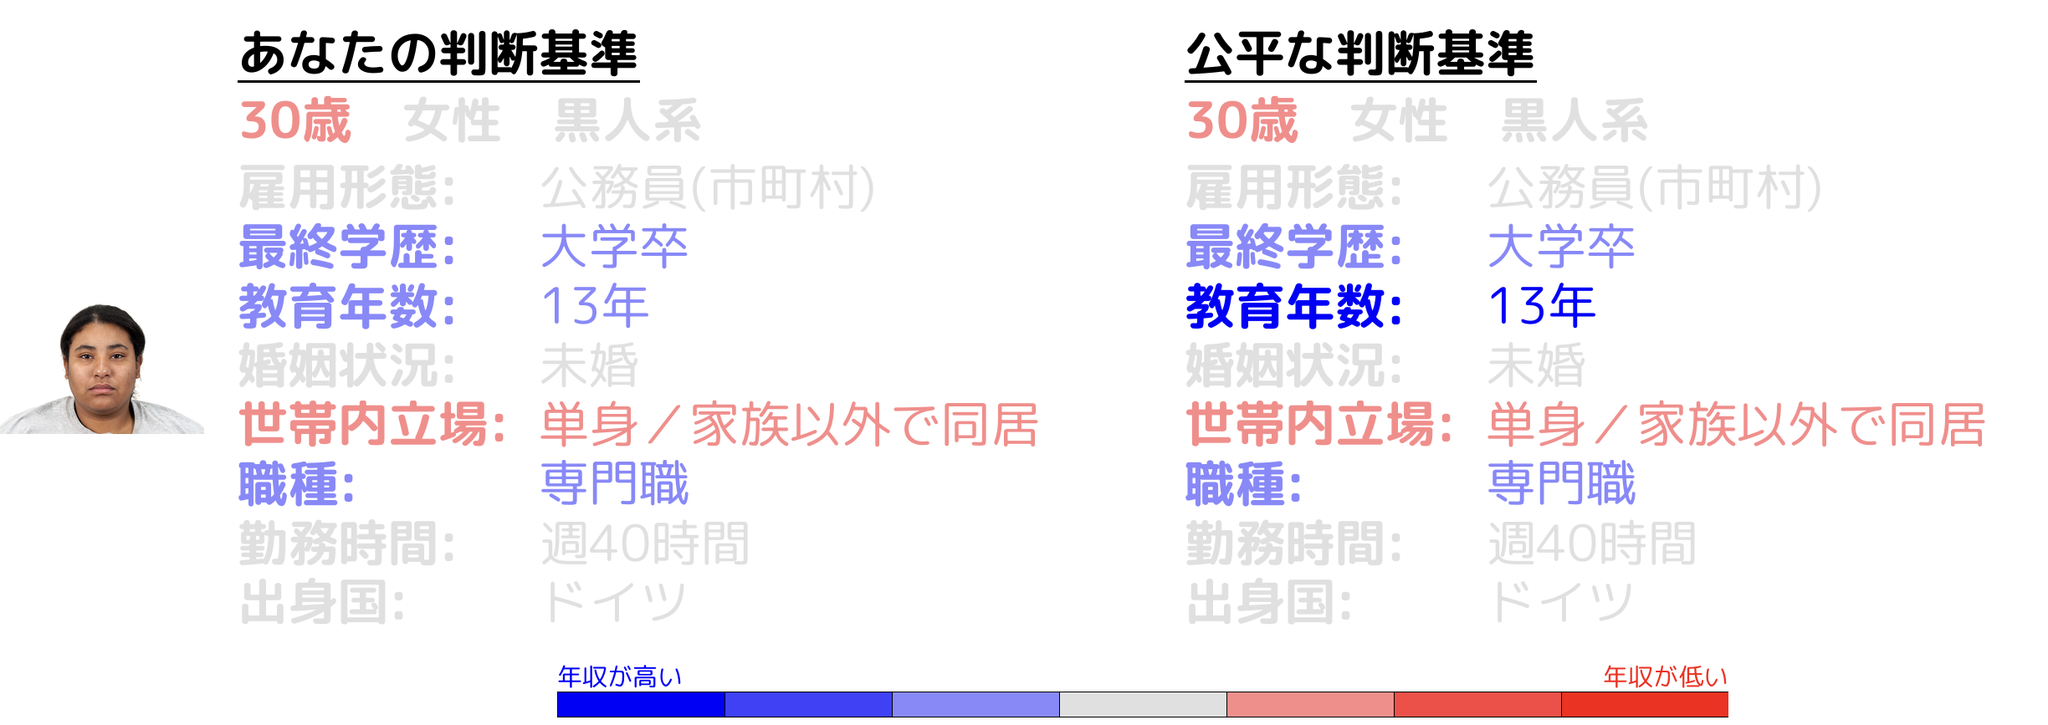 あなたの判断基準
30歳 女性 黒人系
雇用形態: 公務員(市町村)
最終学歴: 大学卒
教育年数: 13年
婚姻状況: 未婚
世帯内立場: 単身／家族以外で同居
職種: 専門職
勤務時間: 週40時間
出身国: ドイツ
公平な判断基準
30歳 女性 黒人系
雇用形態: 公務員(市町村)
最終学歴: 大学卒
教育年数: 13年
婚姻状況: 未婚
世帯内立場: 単身／家族以外で同居
職種: 専門職
勤務時間: 週40時間
出身国: ドイツ
年収が高い
年収が低い